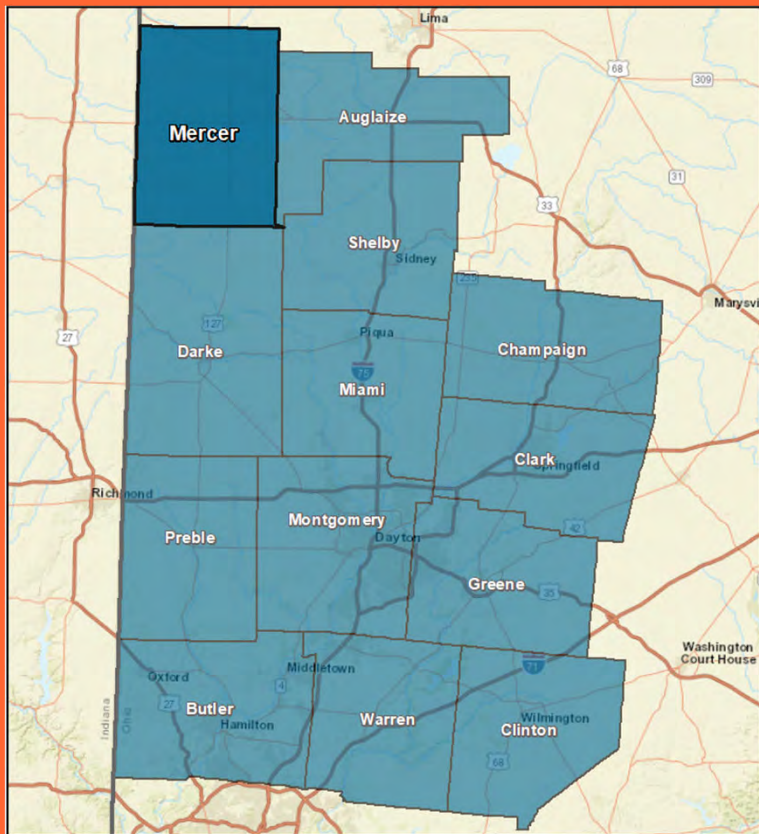 Lima
68
309
Mercer
Auglaize
31
33
Shelby
Sidney
Marysvi
127
27
Piqua
Darke
Champaign
75
Miami
Clark
Springfield
Richmond
Montgomery
42
Preble
Dayton
Greene
35
Washington
Court House
Middletown
71
Oxford
4
27
Butler
Hamilton
Warren
Wilmington
Clinton
Indiana
Ohio
68